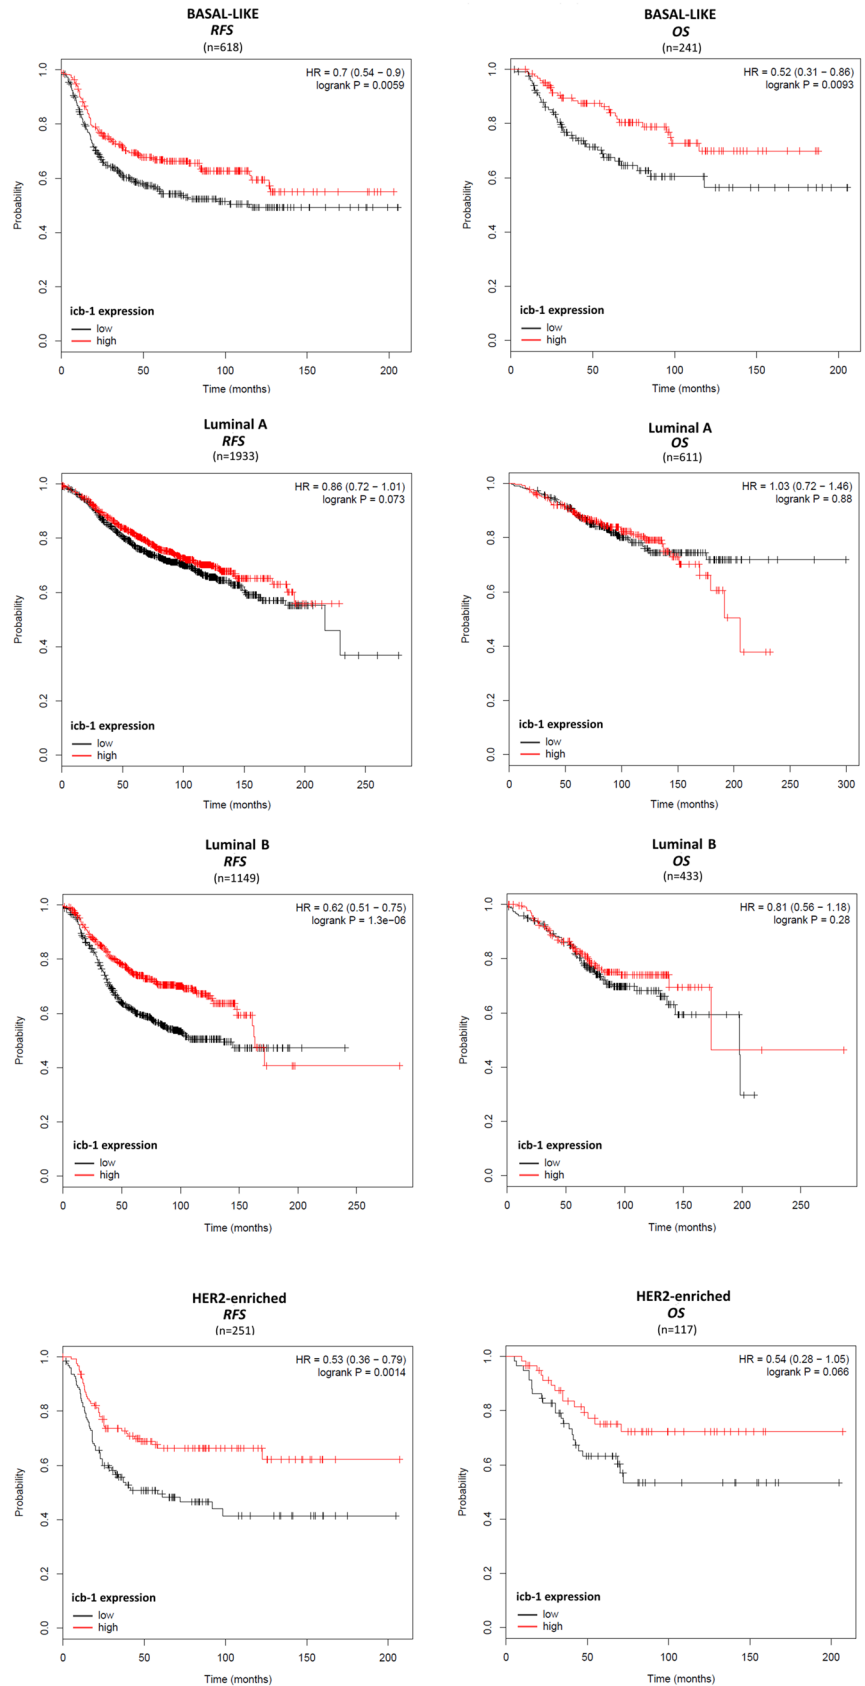 BASAL-LIKE
RFS
(n=618)
HR = 0.7 (0.54 − 0.9)
logrank P = 0.0059
Probability
1.0
0.8
0.6
0.4
0.2
0.0
icb-1 expression
low
high
0 50 100 150 200
Time (months)
BASAL-LIKE
OS
(n=241)
HR = 0.52 (0.31 − 0.86)
logrank P = 0.0093
Probability
1.0
0.8
0.6
0.4
0.2
0.0
icb-1 expression
low
high
0 50 100 150 200
Time (months)
Luminal A
RFS
(n=1933)
HR = 0.86 (0.72 − 1.01)
logrank P = 0.073
Probability
1.0
0.8
0.6
0.4
0.2
0.0
icb-1 expression
low
high
0 50 100 150 200 250
Time (months)
Luminal A
OS
(n=611)
HR = 1.03 (0.72 − 1.46)
logrank P = 0.88
Probability
1.0
0.8
0.6
0.4
0.2
0.0
icb-1 expression
low
high
0 50 100 150 200 250 300
Time (months)
Luminal B
RFS
(n=1149)
HR = 0.62 (0.51 − 0.75)
logrank P = 1.3e−06
Probability
1.0
0.8
0.6
0.4
0.2
0.0
icb-1 expression
low
high
0 50 100 150 200 250
Time (months)
Luminal B
OS
(n=433)
HR = 0.81 (0.56 − 1.18)
logrank P = 0.28
Probability
1.0
0.8
0.6
0.4
0.2
0.0
icb-1 expression
low
high
0 50 100 150 200 250
Time (months)
HER2-enriched
RFS
(n=251)
HR = 0.53 (0.36 − 0.79)
logrank P = 0.0014
Probability
1.0
0.8
0.6
0.4
0.2
0.0
icb-1 expression
low
high
0 50 100 150 200
Time (months)
HER2-enriched
OS
(n=117)
HR = 0.54 (0.28 − 1.05)
logrank P = 0.066
Probability
1.0
0.8
0.6
0.4
0.2
0.0
icb-1 expression
low
high
0 50 100 150 200
Time (months)